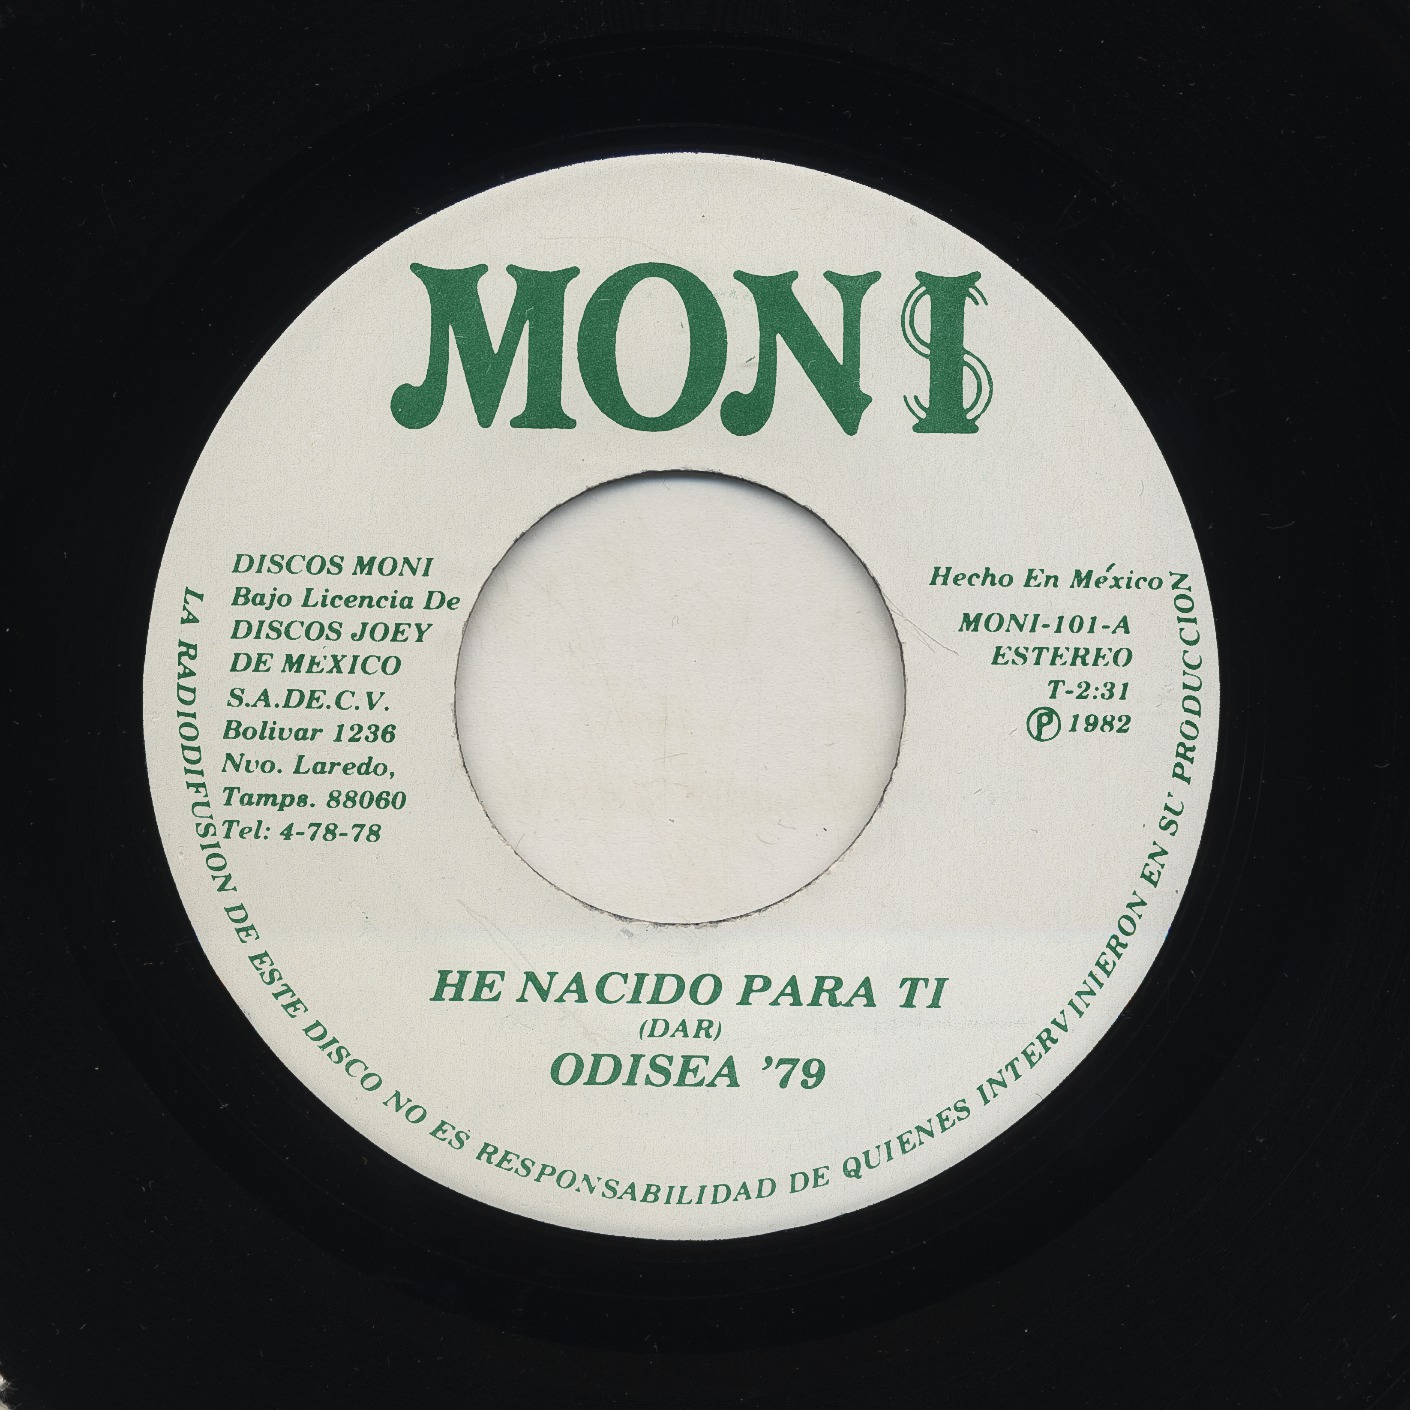 MONI
DISCOS MONI
Bajo Licencia De
DISCOS JOEY
DE MEXICO
S.A.DE.C.V.
Bolivar 1236
Nvo. Laredo,
Tamps. 88060
Tel: 4-78-78
Hecho En México
MONI-101-A
ESTEREO
T-2:31
Ⓟ 1982
HE NACIDO PARA TI
(DAR)
ODISEA '79
LA RADIODIFUSION DE ESTE DISCO NO ES RESPONSABILIDAD DE QUIENES INTERVINIERON EN SU PRODUCCION